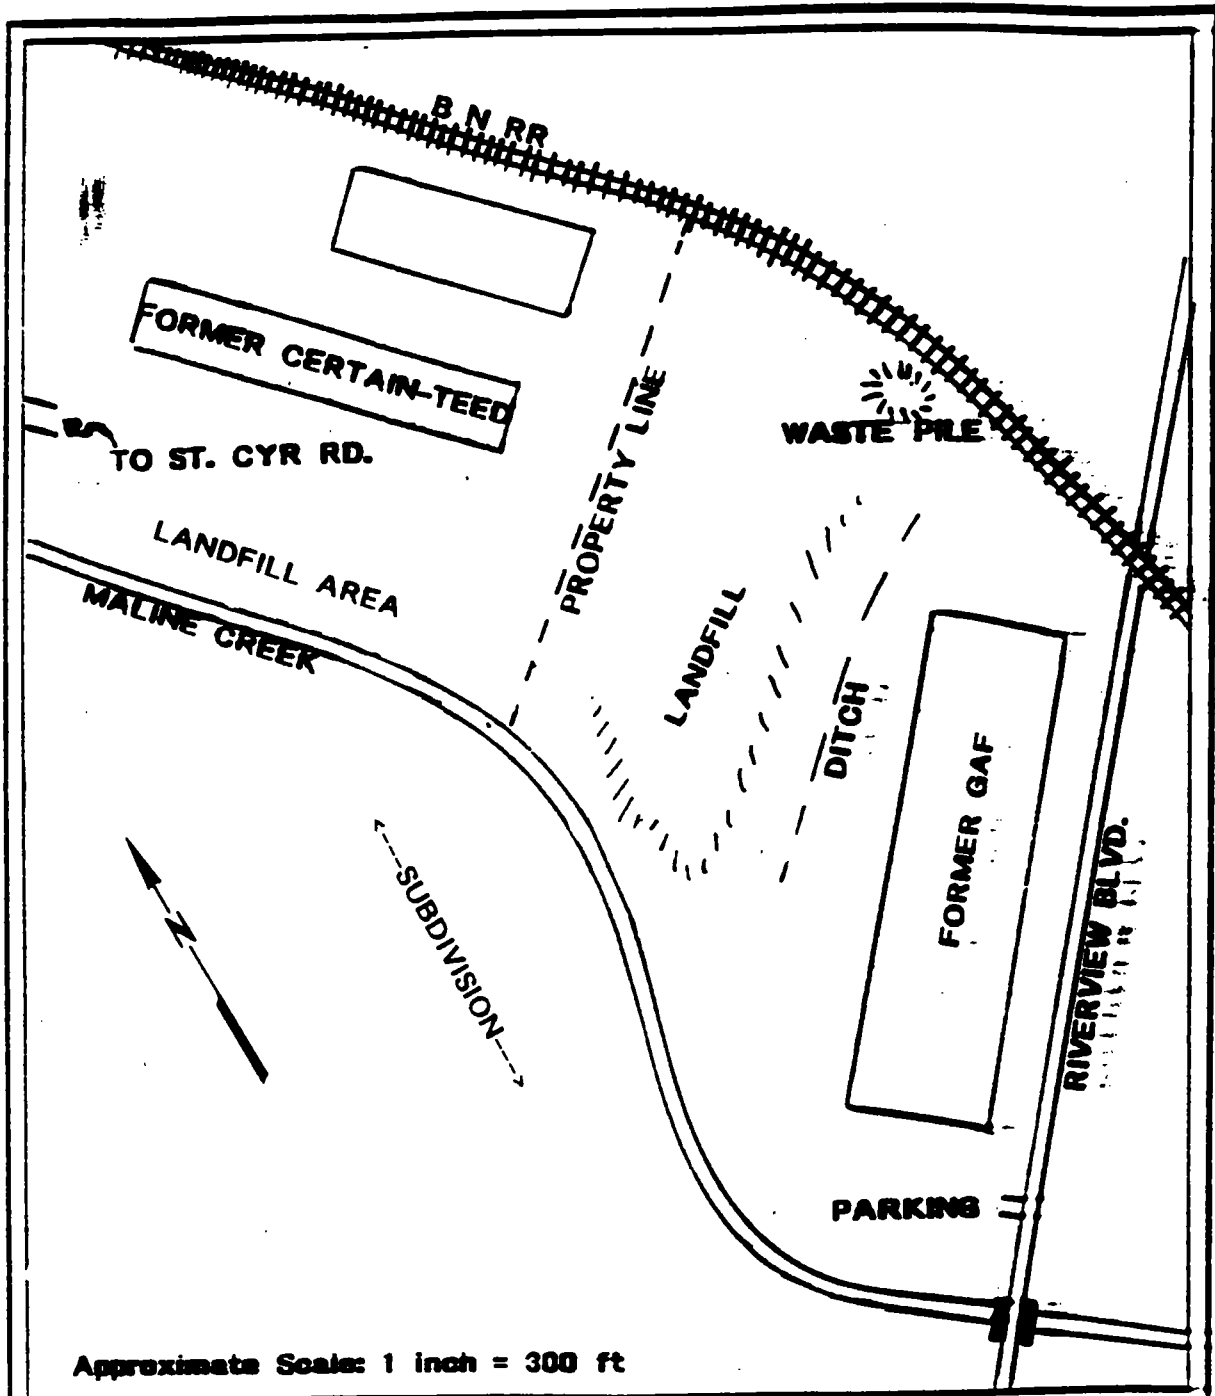 B N RR
FORMER CERTAIN-TEED
PROPERTY LINE
WASTE PILE
TO ST. CYR RD.
LANDFILL AREA
MALINE CREEK
LANDFILL
DITCH
FORMER GAF
RIVERVIEW BLVD.
N
<---SUBDIVISION--->
PARKING
Approximate Scale: 1 inch = 300 ft